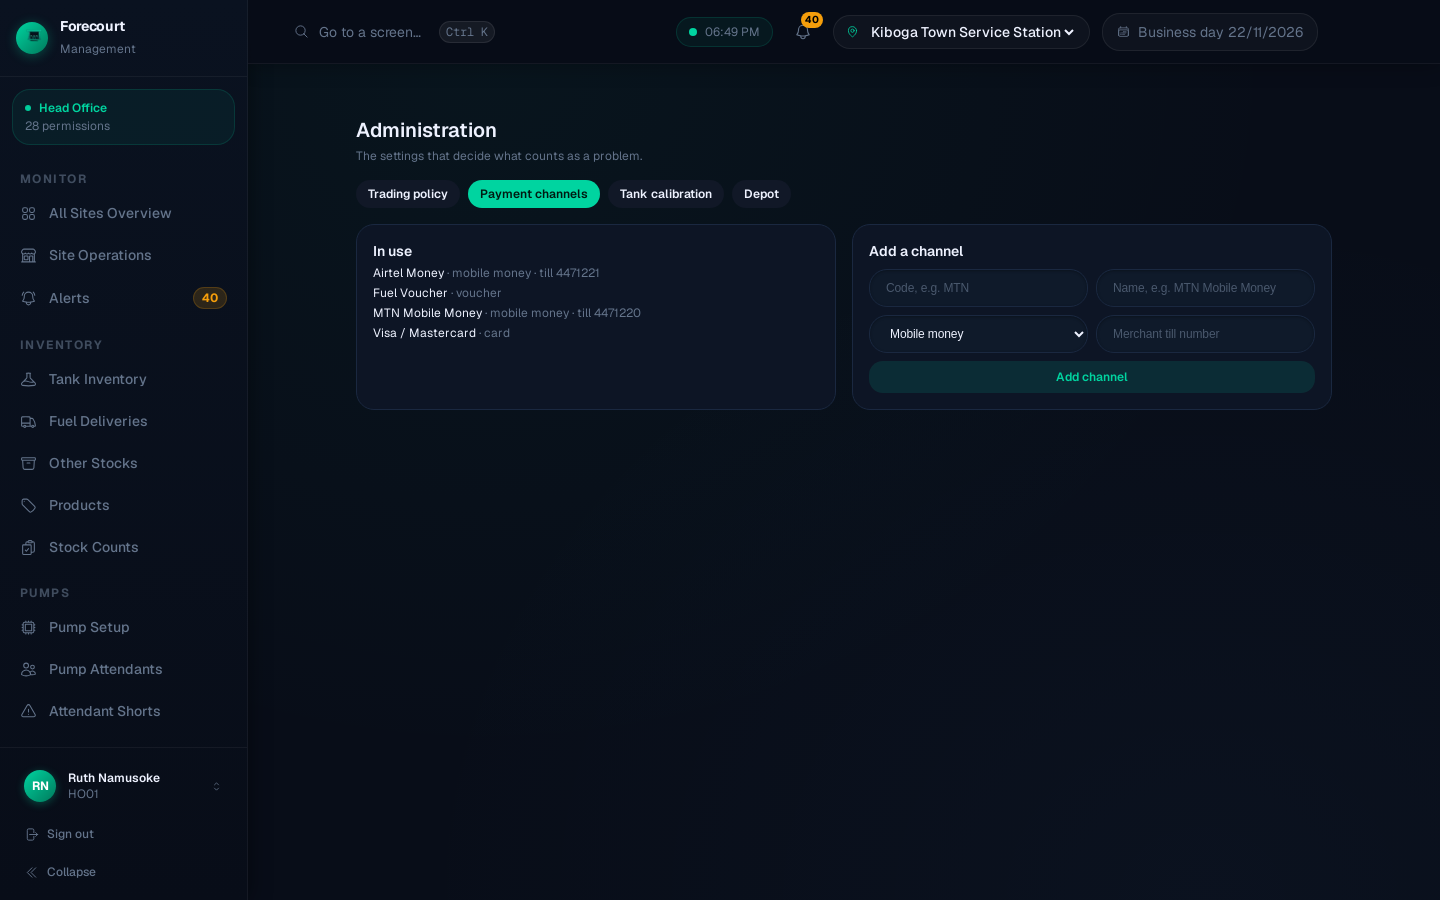 Forecourt
Management
Head Office
28 permissions
MONITOR
All Sites Overview
Site Operations
Alerts 40
INVENTORY
Tank Inventory
Fuel Deliveries
Other Stocks
Products
Stock Counts
PUMPS
Pump Setup
Pump Attendants
Attendant Shorts
RN Ruth Namusoke
HO01
Sign out
Collapse
Go to a screen... Ctrl K
06:49 PM
40
Kiboga Town Service Station
Business day 22/11/2026
Administration
The settings that decide what counts as a problem.
Trading policy Payment channels Tank calibration Depot
In use
Airtel Money · mobile money · till 4471221
Fuel Voucher · voucher
MTN Mobile Money · mobile money · till 4471220
Visa / Mastercard · card
Add a channel
Code, e.g. MTN Name, e.g. MTN Mobile Money
Mobile money Merchant till number
Add channel